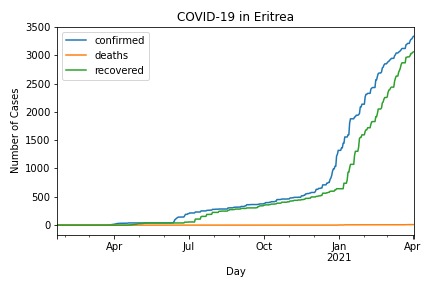 COVID-19 in Eritrea
confirmed
deaths
recovered
Number of Cases
3500
3000
2500
2000
1500
1000
500
0
Apr
Jul
Oct
Jan
2021
Apr
Day